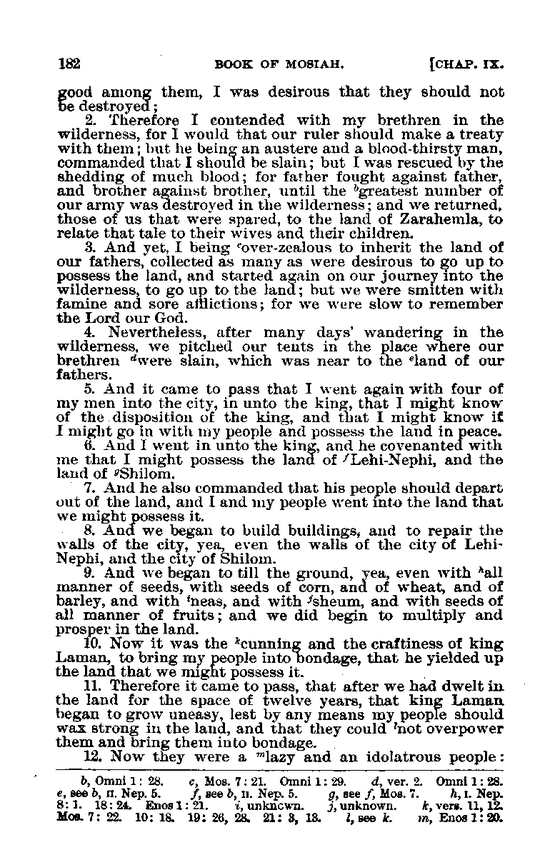 182 BOOK OF MOSIAH. [CHAP. IX.
good among them, I was desirous that they should not
be destroyed;
2. Therefore I contended with my brethren in the
wilderness, for I would that our ruler should make a treaty
with them; but he being an austere and a blood-thirsty man,
commanded that I should be slain; but I was rescued by the
shedding of much blood; for father fought against father,
and brother against brother, until the ᵇgreatest number of
our army was destroyed in the wilderness; and we returned,
those of us that were spared, to the land of Zarahemla, to
relate that tale to their wives and their children.
3. And yet, I being ᶜover-zealous to inherit the land of
our fathers, collected as many as were desirous to go up to
possess the land, and started again on our journey into the
wilderness, to go up to the land; but we were smitten with
famine and sore afflictions; for we were slow to remember
the Lord our God.
4. Nevertheless, after many days' wandering in the
wilderness, we pitched our tents in the place where our
brethren ᵈwere slain, which was near to the ᵉland of our
fathers.
5. And it came to pass that I went again with four of
my men into the city, in unto the king, that I might know
of the disposition of the king, and that I might know if
I might go in with my people and possess the land in peace.
6. And I went in unto the king, and he covenanted with
me that I might possess the land of ᶠLehi-Nephi, and the
land of ᵍShilom.
7. And he also commanded that his people should depart
out of the land, and I and my people went into the land that
we might possess it.
8. And we began to build buildings, and to repair the
walls of the city, yea, even the walls of the city of Lehi-
Nephi, and the city of Shilom.
9. And we began to till the ground, yea, even with ʰall
manner of seeds, with seeds of corn, and of wheat, and of
barley, and with ⁱneas, and with ʲsheum, and with seeds of
all manner of fruits; and we did begin to multiply and
prosper in the land.
10. Now it was the ᵏcunning and the craftiness of king
Laman, to bring my people into bondage, that he yielded up
the land that we might possess it.
11. Therefore it came to pass, that after we had dwelt in
the land for the space of twelve years, that king Laman
began to grow uneasy, lest by any means my people should
wax strong in the land, and that they could ˡnot overpower
them and bring them into bondage.
12. Now they were a ᵐlazy and an idolatrous people:
b, Omni 1: 28. c, Mos. 7: 21. Omni 1: 29. d, ver. 2. Omni 1: 28.
e, see b, II. Nep. 5. f, see b, II. Nep. 5. g, see f, Mos. 7. h, I. Nep.
8: 1. 18: 24. Enos 1: 21. i, unknown. j, unknown. k, vers. 11, 12.
Mos. 7: 22. 10: 18. 19: 26, 28. 21: 3, 13. l, see k. m, Enos 1: 20.